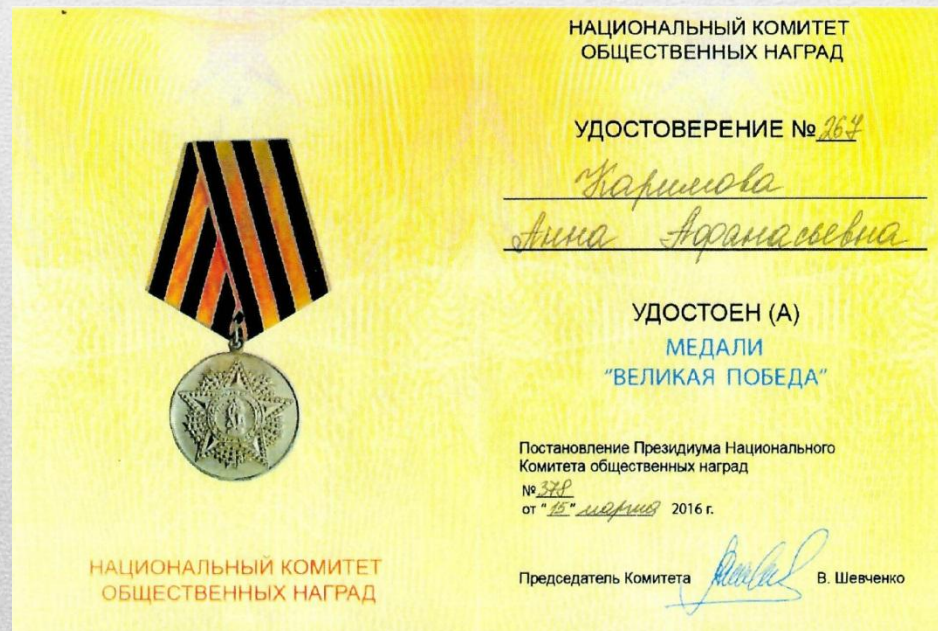 НАЦИОНАЛЬНЫЙ КОМИТЕТ
ОБЩЕСТВЕННЫХ НАГРАД
НАЦИОНАЛЬНЫЙ КОМИТЕТ
ОБЩЕСТВЕННЫХ НАГРАД
УДОСТОВЕРЕНИЕ № 267
Каримова
Анна Афанасьевна
УДОСТОЕН (А)
МЕДАЛИ
"ВЕЛИКАЯ ПОБЕДА"
Постановление Президиума Национального
Комитета общественных наград
№ 378
от "15" марта 2016 г.
Председатель Комитета В. Шевченко